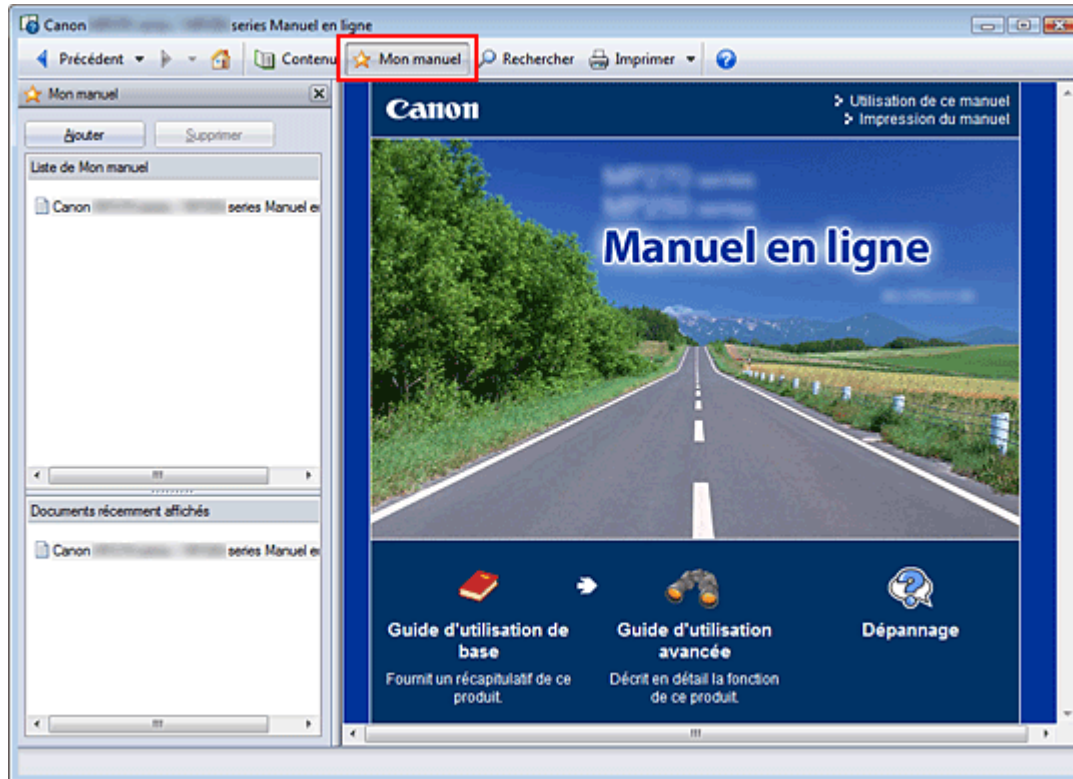 Canon series Manuel en ligne
Précédent Contenu Mon manuel Rechercher Imprimer
Mon manuel
Ajouter Supprimer
Liste de Mon manuel
Canon series Manuel e
Documents récemment affichés
Canon series Manuel e
Canon
Utilisation de ce manuel
Impression du manuel
series
series
Manuel en ligne
Guide d'utilisation de
base
Fournit un récapitulatif de ce
produit.
Guide d'utilisation
avancée
Décrit en détail la fonction
de ce produit.
Dépannage